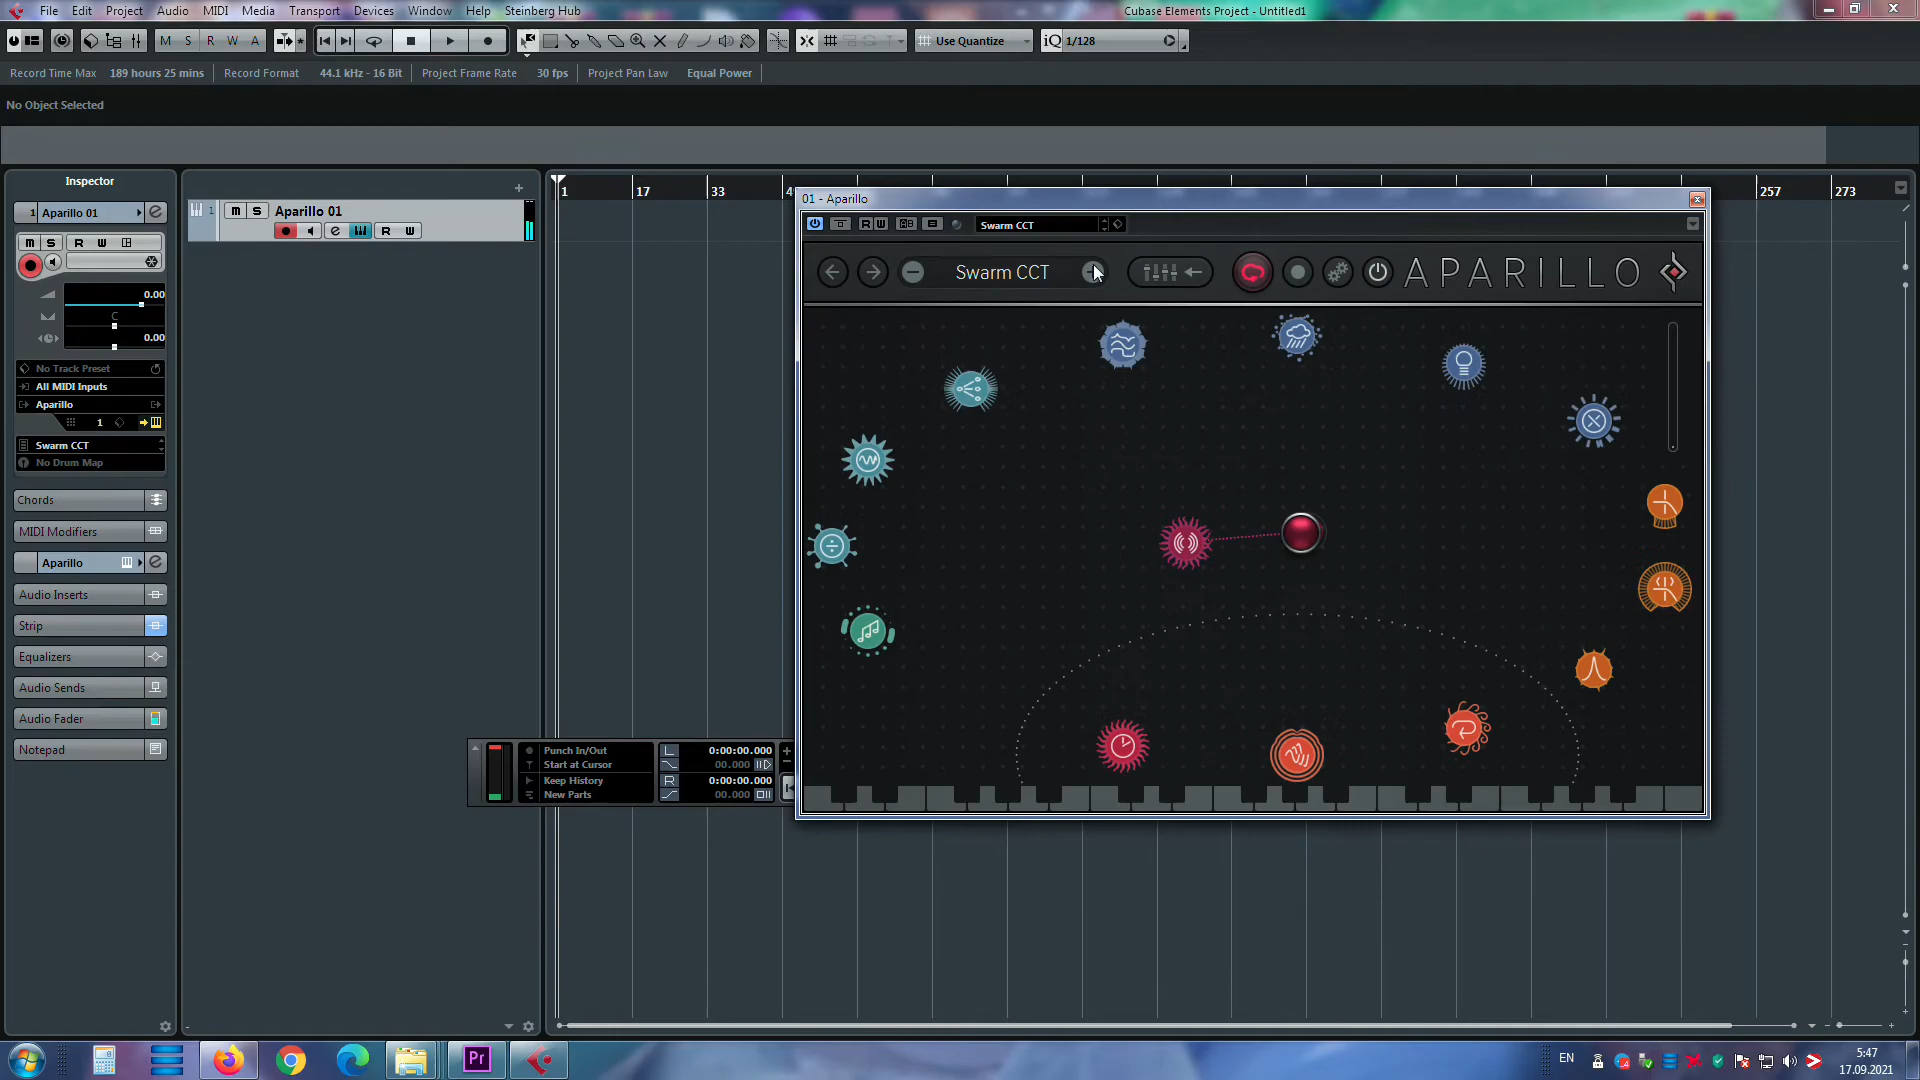 File Edit Project Audio MIDI Media Transport Devices Window Help Steinberg Hub
Cubase Elements Project - Untitled1
M S R W A
Use Quantize
iQ 1/128
Record Time Max 189 hours 25 mins Record Format 44.1 kHz - 16 Bit Project Frame Rate 30 fps Project Pan Law Equal Power
No Object Selected
Inspector
1 Aparillo 01
m S R W
0.00
C
0.00
No Track Preset
All MIDI Inputs
Aparillo
1
Swarm CCT
No Drum Map
Chords
MIDI Modifiers
Aparillo
Audio Inserts
Strip
Equalizers
Audio Sends
Audio Fader
Notepad
1 m S Aparillo 01
R W
1 17 33 257 273
01 - Aparillo
R W
Swarm CCT
Swarm CCT
APARILLO
Punch In/Out
Start at Cursor
Keep History
New Parts
L 0:00:00.000
00.000
R 0:00:00.000
00.000
Pr
EN
5:47
17.09.2021